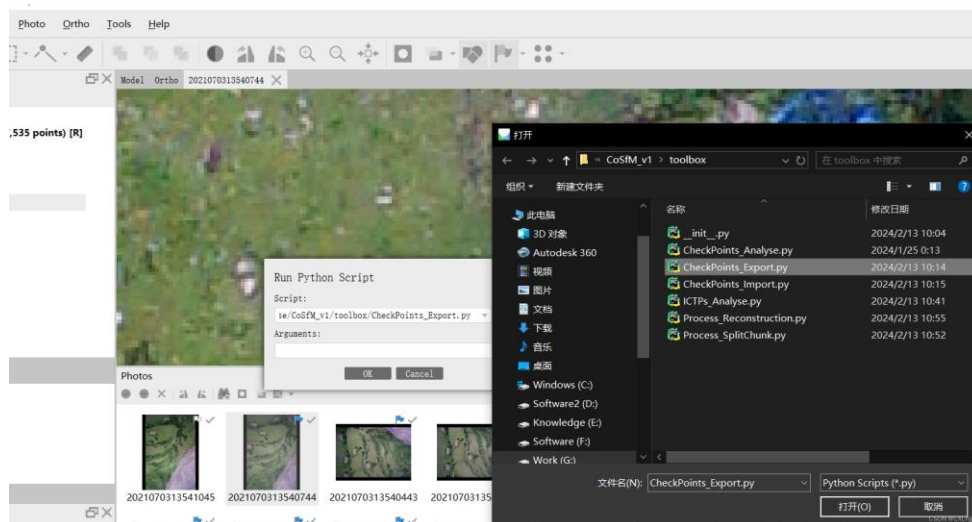 Photo Ortho Tools Help
Model Ortho 2021070313540744
,535 points) [R]
Run Python Script
Script:
se/CoSfM_v1/toolbox/CheckPoints_Export.py
Arguments:
OK Cancel
Photos
2021070313541045 2021070313540744 2021070313540443 202107031354
打开
« CoSfM_v1 › toolbox
在 toolbox 中搜索
组织 新建文件夹
此电脑
3D 对象
Autodesk 360
视频
图片
文档
下载
音乐
桌面
Windows (C:)
Software2 (D:)
Knowledge (E:)
Software (F:)
Work (G:)
名称 修改日期
__init__.py 2024/2/13 10:04
CheckPoints_Analyse.py 2024/1/25 0:13
CheckPoints_Export.py 2024/2/13 10:14
CheckPoints_Import.py 2024/2/13 10:15
ICTPs_Analyse.py 2024/2/13 10:41
Process_Reconstruction.py 2024/2/13 10:55
Process_SplitChunk.py 2024/2/13 10:52
文件名(N): CheckPoints_Export.py Python Scripts (*.py)
打开(O) 取消